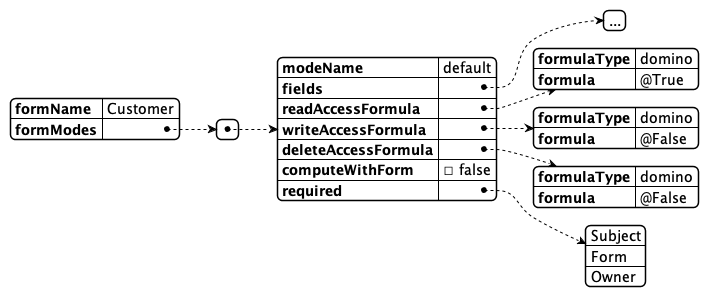 ...
modeName default
fields
readAccessFormula
writeAccessFormula
deleteAccessFormula
computeWithForm false
required
formName Customer
formModes
formulaType domino
formula @True
formulaType domino
formula @False
formulaType domino
formula @False
Subject
Form
Owner